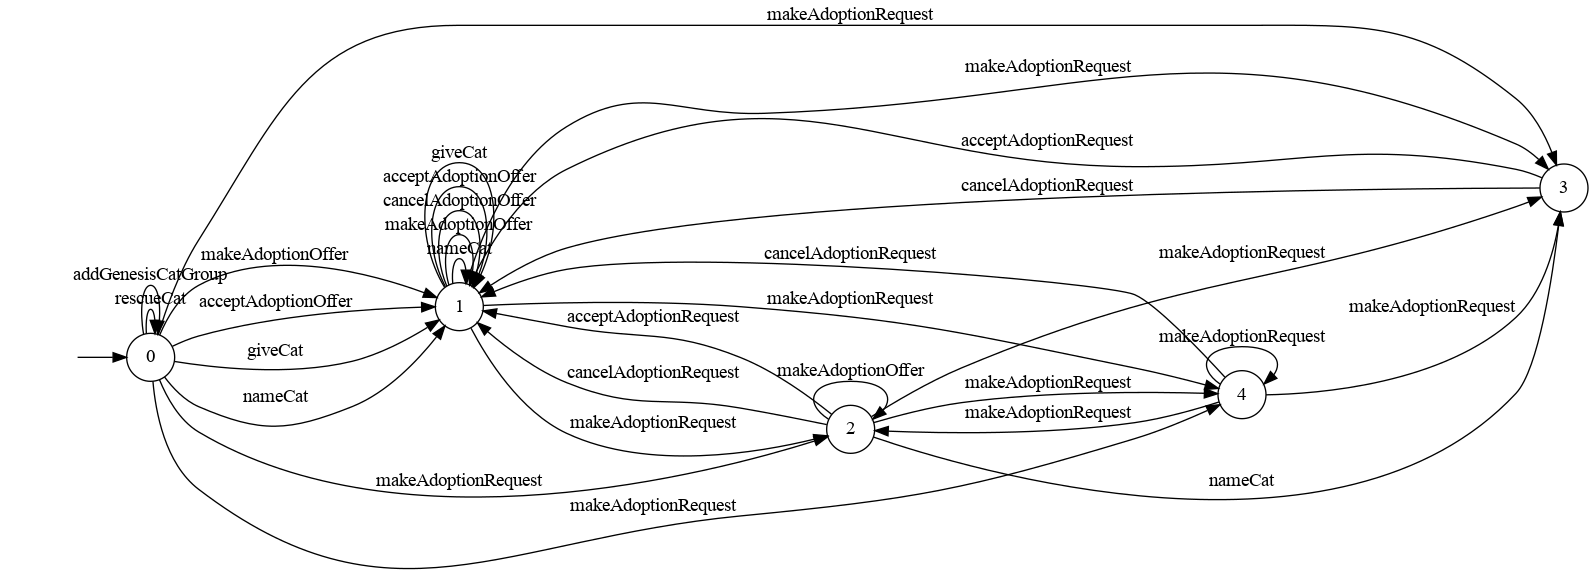 makeAdoptionRequest
makeAdoptionRequest
acceptAdoptionRequest
giveCat
acceptAdoptionOffer
cancelAdoptionOffer
makeAdoptionOffer
nameCat
cancelAdoptionRequest
3
makeAdoptionOffer
cancelAdoptionRequest
makeAdoptionRequest
addGenesisCatGroup
rescueCat
acceptAdoptionOffer
1
makeAdoptionRequest
makeAdoptionRequest
acceptAdoptionRequest
makeAdoptionRequest
0
giveCat
cancelAdoptionRequest
makeAdoptionOffer
makeAdoptionRequest
4
nameCat
makeAdoptionRequest
makeAdoptionRequest
2
makeAdoptionRequest
nameCat
makeAdoptionRequest